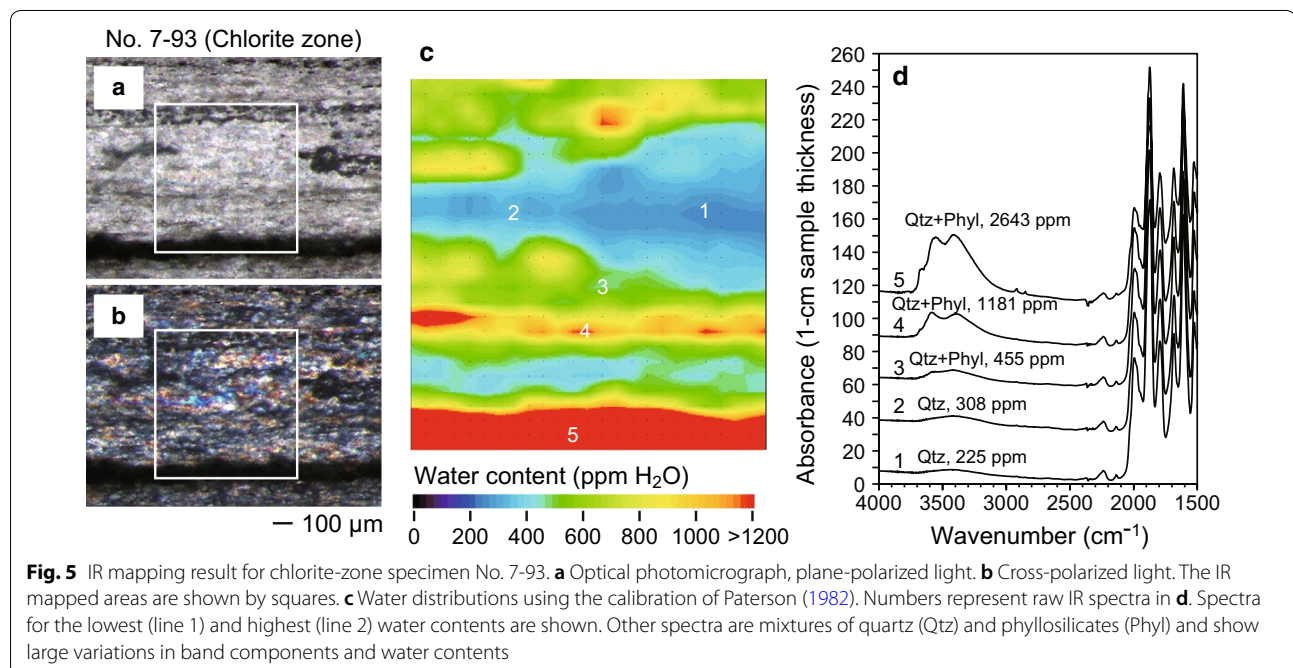 No. 7-93 (Chlorite zone)
a
b
100 µm
c
1
2
3
4
5
Water content (ppm H₂O)
0 200 400 600 800 1000 >1200
d
Absorbance (1-cm sample thickness)
260
240
220
200
180
160
140
120
100
80
60
40
20
0
Qtz+Phyl, 2643 ppm
5
Qtz+Phyl, 1181 ppm
4
Qtz+Phyl, 455 ppm
3
Qtz, 308 ppm
2
Qtz, 225 ppm
1
4000 3500 3000 2500 2000 1500
Wavenumber (cm⁻¹)
Fig. 5 IR mapping result for chlorite-zone specimen No. 7-93. a Optical photomicrograph, plane-polarized light. b Cross-polarized light. The IR
mapped areas are shown by squares. c Water distributions using the calibration of Paterson (1982). Numbers represent raw IR spectra in d. Spectra
for the lowest (line 1) and highest (line 2) water contents are shown. Other spectra are mixtures of quartz (Qtz) and phyllosilicates (Phyl) and show
large variations in band components and water contents